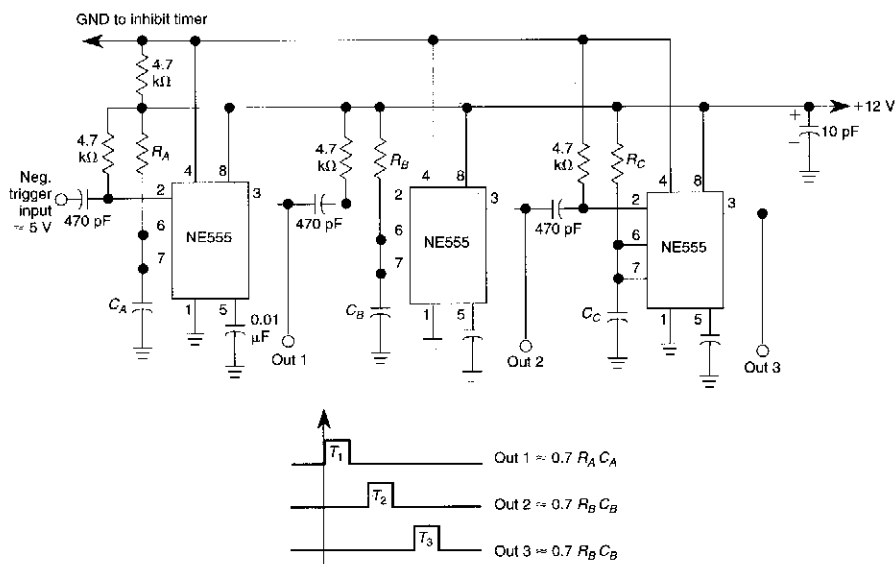 GND to inhibit timer
4.7
kΩ
+12 V
+
−
10 pF
4.7
kΩ
R_A
4
8
3
2
Neg.
trigger
input
≈ 5 V
470 pF
6
7
NE555
C_A
1
5
0.01
μF
Out 1
4.7
kΩ
470 pF
R_B
4
8
2
3
6
7
NE555
C_B
1
5
Out 2
4.7
kΩ
470 pF
R_C
4
8
2
3
6
7
NE555
C_C
1
5
Out 3
T₁
Out 1 ≈ 0.7 R_A C_A
T₂
Out 2 ≈ 0.7 R_B C_B
T₃
Out 3 ≈ 0.7 R_B C_B